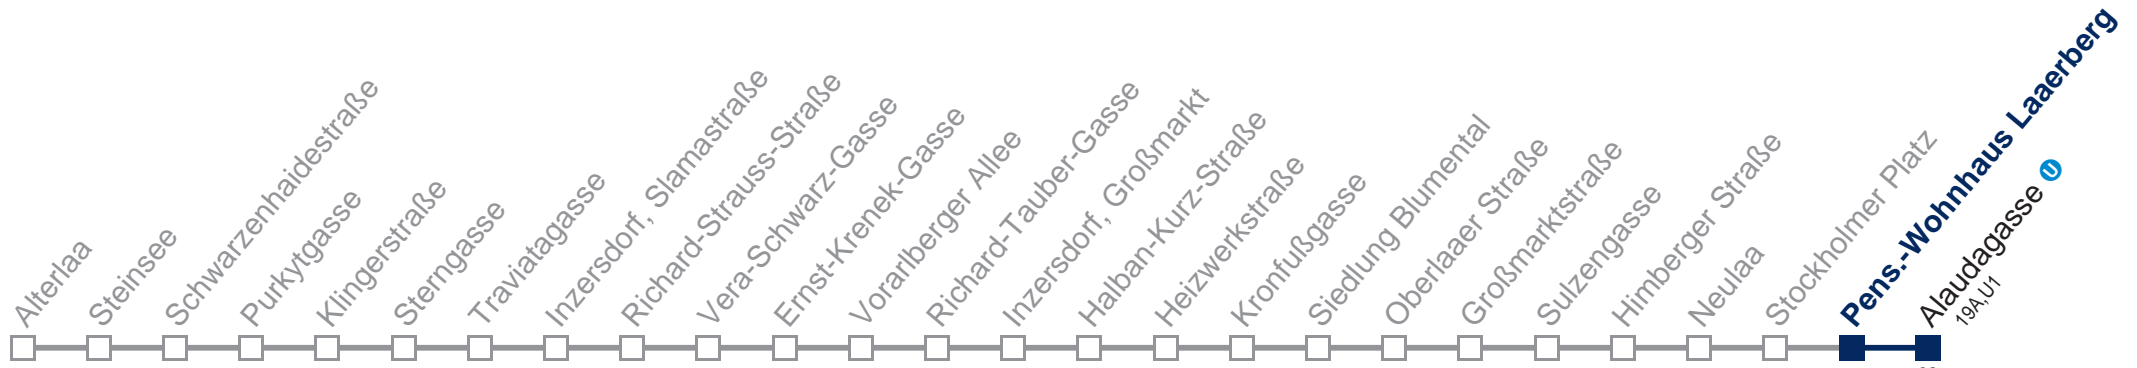 Alterlaa
Steinsee
Schwarzenhaidestraße
Purkytgasse
Klingerstraße
Sterngasse
Traviatagasse
Inzersdorf, Slamastraße
Richard-Strauss-Straße
Vera-Schwarz-Gasse
Ernst-Krenek-Gasse
Vorarlberger Allee
Richard-Tauber-Gasse
Inzersdorf, Großmarkt
Halban-Kurz-Straße
Heizwerkstraße
Kronfußgasse
Siedlung Blumental
Oberlaaer Straße
Großmarktstraße
Sulzengasse
Himberger Straße
Neulaa
Stockholmer Platz
Pens.-Wohnhaus Laaerberg
Alaudagasse U
19A,U1